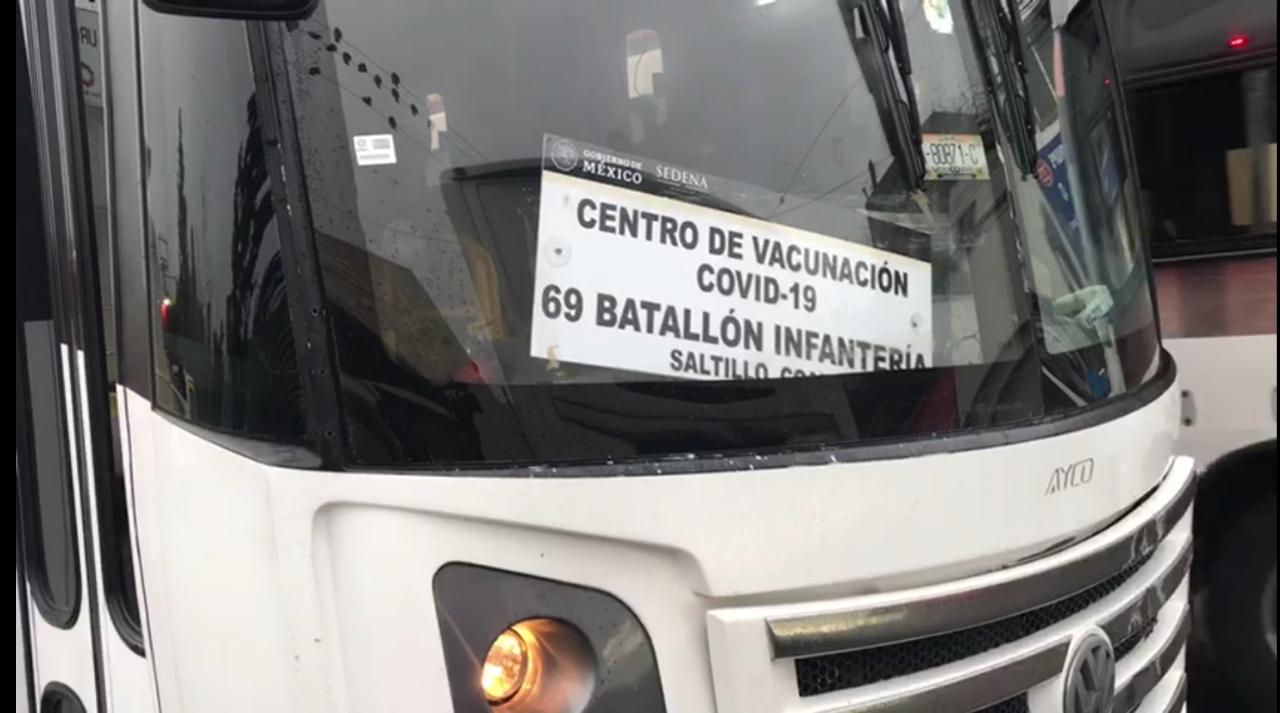 GOBIERNO DE
MÉXICO
SEDENA
CENTRO DE VACUNACIÓN
COVID-19
69 BATALLÓN INFANTERÍA
SALTILLO,
-80871-C
AYCO